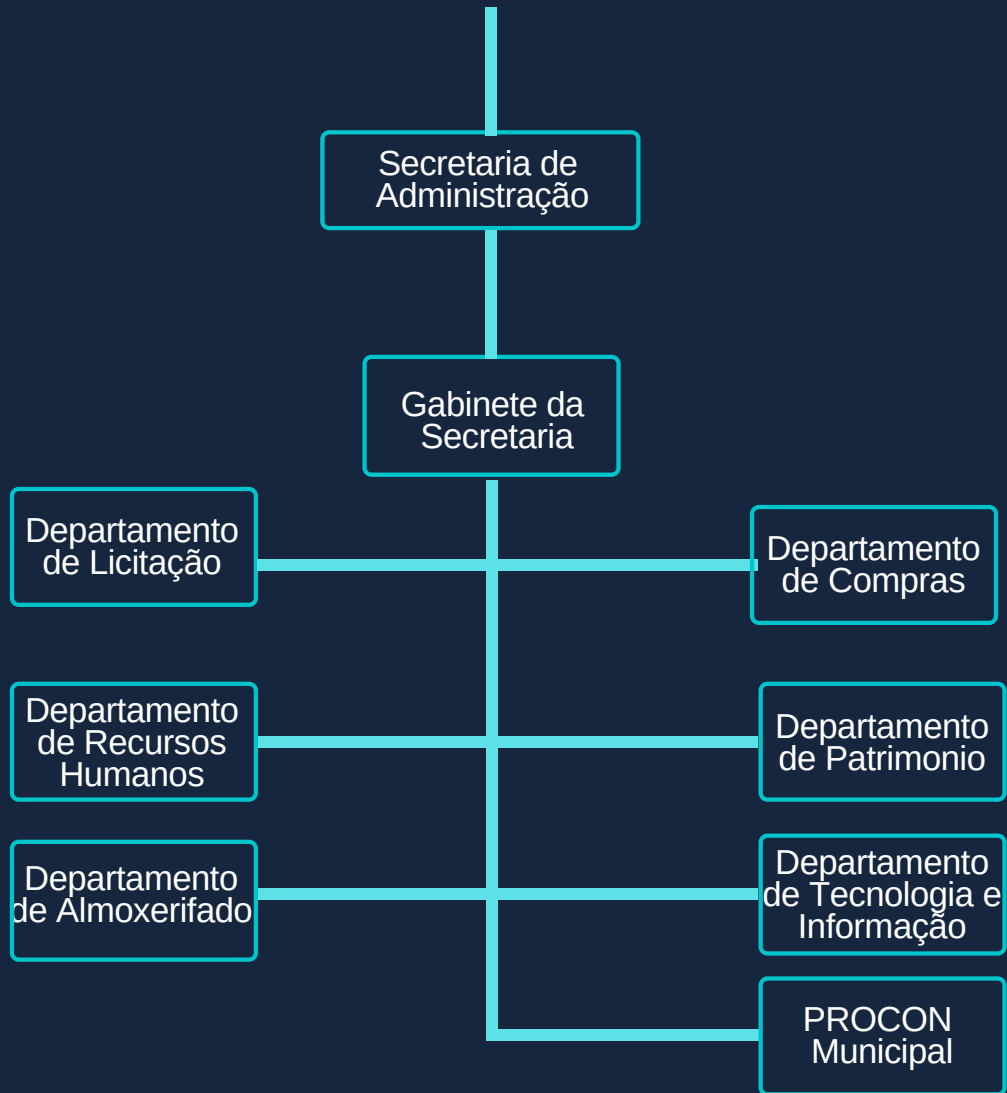 Secretaria de
Administração
Gabinete da
Secretaria
Departamento
de Licitação
Departamento
de Compras
Departamento
de Recursos
Humanos
Departamento
de Patrimonio
Departamento
de Almoxerifado
Departamento
de Tecnologia e
Informação
PROCON
Municipal